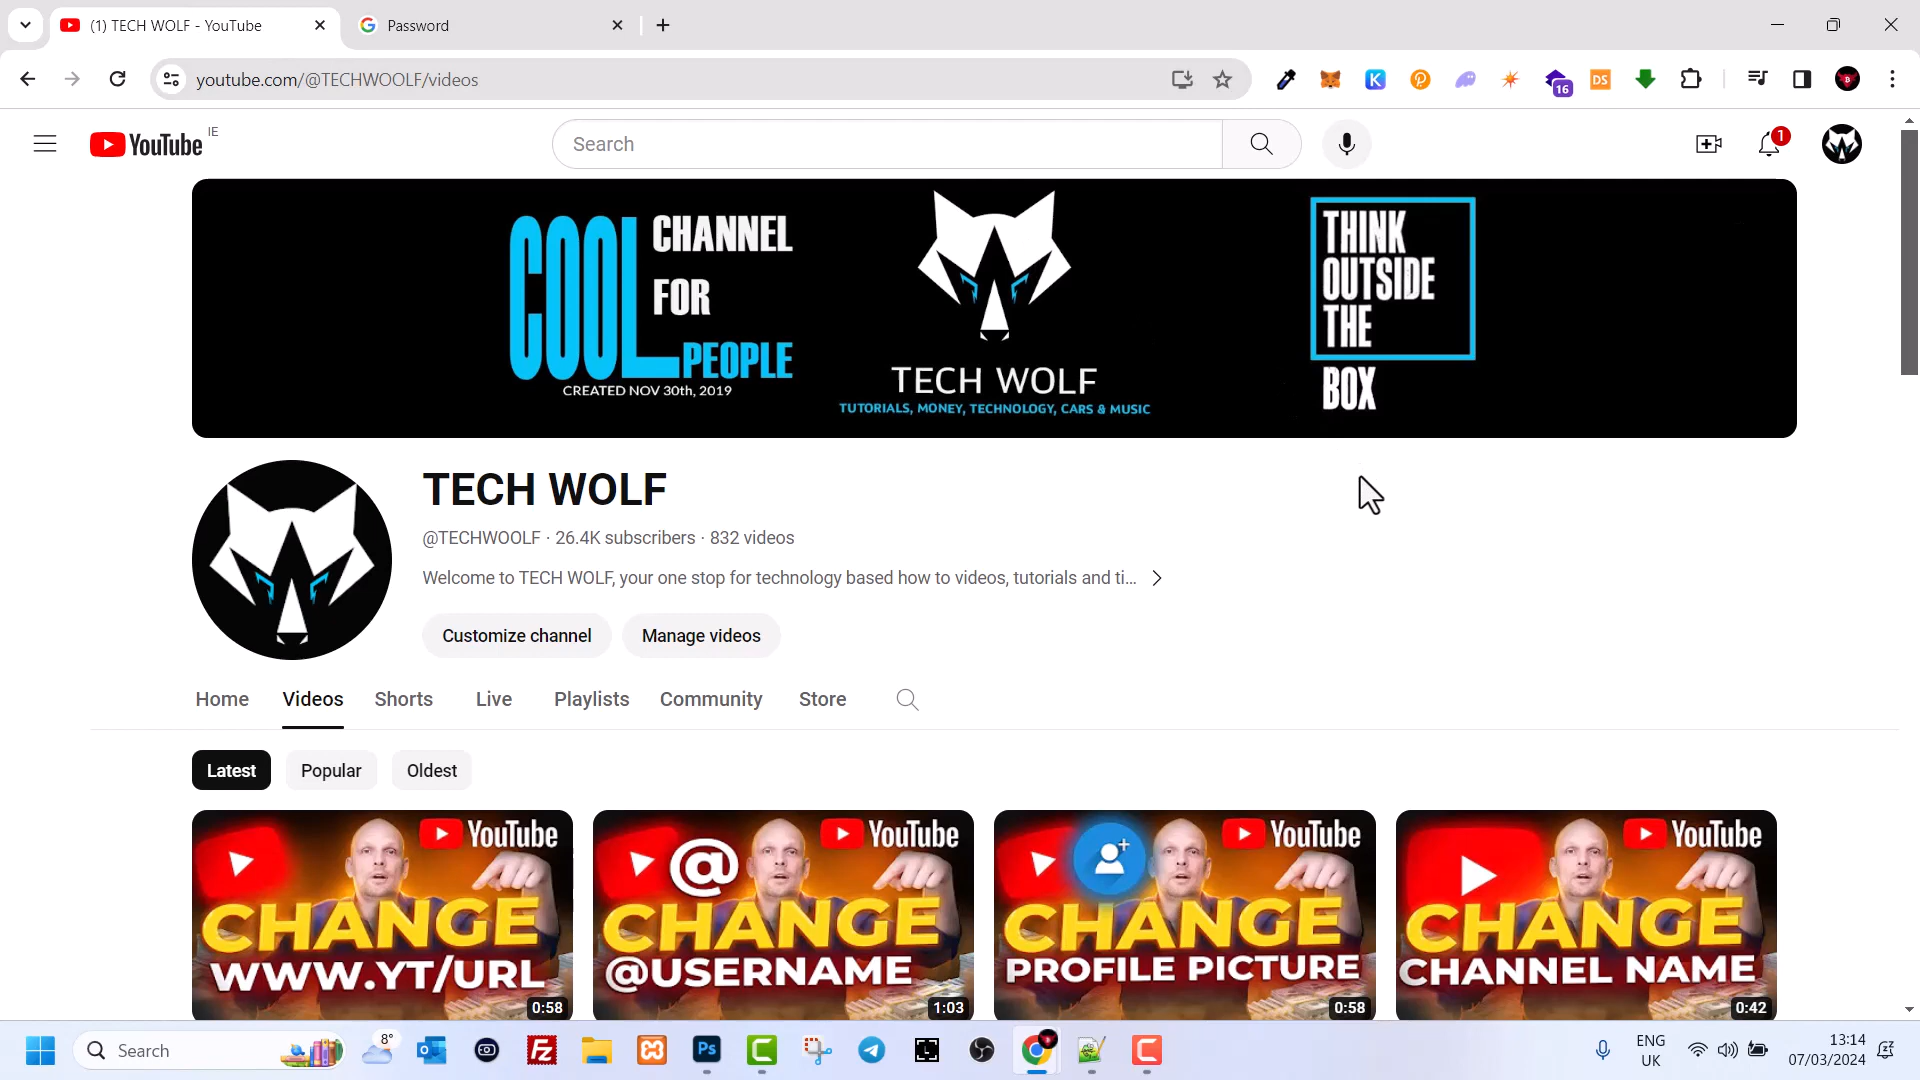 (1) TECH WOLF - YouTube
Password
youtube.com/@TECHWOOLF/videos
16
DS
YouTube IE
Search
1
COOL CHANNEL
FOR
PEOPLE
CREATED NOV 30th, 2019
TECH WOLF
TUTORIALS, MONEY, TECHNOLOGY, CARS & MUSIC
THINK
OUTSIDE
THE
BOX
TECH WOLF
@TECHWOOLF · 26.4K subscribers · 832 videos
Welcome to TECH WOLF, your one stop for technology based how to videos, tutorials and ti...
Customize channel
Manage videos
Home Videos Shorts Live Playlists Community Store
Latest Popular Oldest
YouTube
CHANGE
WWW.YT/URL
0:58
YouTube
@
CHANGE
@USERNAME
1:03
YouTube
CHANGE
PROFILE PICTURE
0:58
YouTube
CHANGE
CHANNEL NAME
0:42
Search
8°
Ps
ENG
UK
13:14
07/03/2024